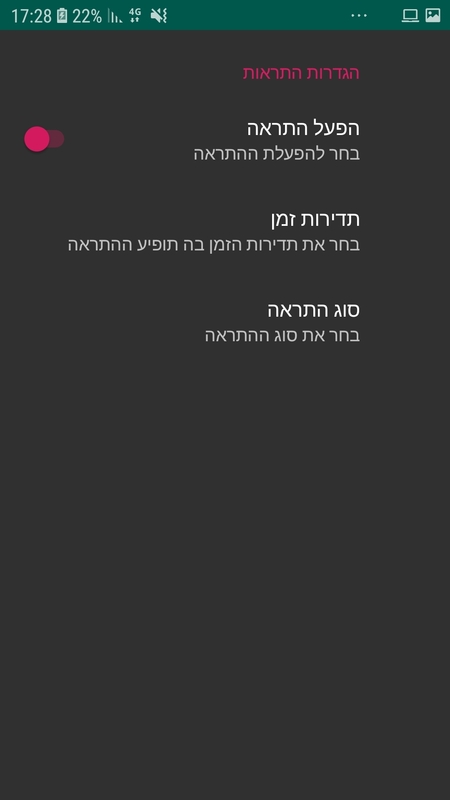 17:28 22% 4G
הגדרות התראות
הפעל התראה
בחר להפעלת ההתראה
תדירות זמן
בחר את תדירות הזמן בה תופיע ההתראה
סוג התראה
בחר את סוג ההתראה